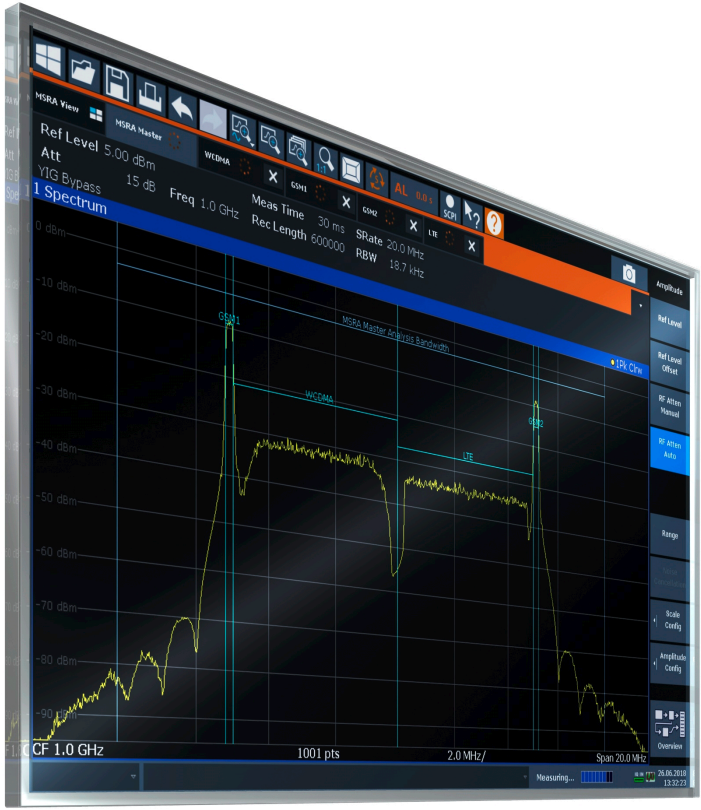 1:1
AL 0.0 s
SCPI
?
?
MSRA View
MSRA Master
WCDMA
X
GSM1
X
GSM2
X
LTE
X
Ref Level 5.00 dBm
Att 15 dB Freq 1.0 GHz Meas Time 30 ms SRate 20.0 MHz
YIG Bypass Rec Length 600000 RBW 18.7 kHz
1 Spectrum
1Pk Clrw
0 dBm
-10 dBm
-20 dBm
-30 dBm
-40 dBm
-50 dBm
-60 dBm
-70 dBm
-80 dBm
-90 dBm
GSM1
MSRA Master Analysis Bandwidth
WCDMA
LTE
GSM2
CF 1.0 GHz
1001 pts
2.0 MHz/
Span 20.0 MHz
Amplitude
Ref Level
Ref Level
Offset
RF Atten
Manual
RF Atten
Auto
Range
Scale
Config
Amplitude
Config
Overview
Measuring...
26.06.2018
13:32:23